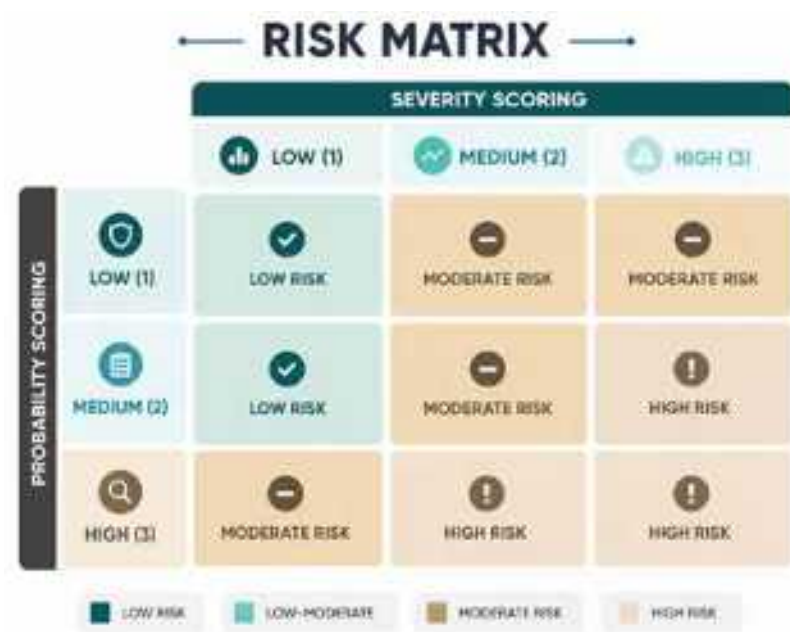 RISK MATRIX
SEVERITY SCORING
LOW (1)
MEDIUM (2)
HIGH (3)
PROBABILITY SCORING
LOW (1)
LOW RISK
MODERATE RISK
MODERATE RISK
MEDIUM (2)
LOW RISK
MODERATE RISK
HIGH RISK
HIGH (3)
MODERATE RISK
HIGH RISK
HIGH RISK
LOW RISK
LOW-MODERATE
MODERATE RISK
HIGH RISK